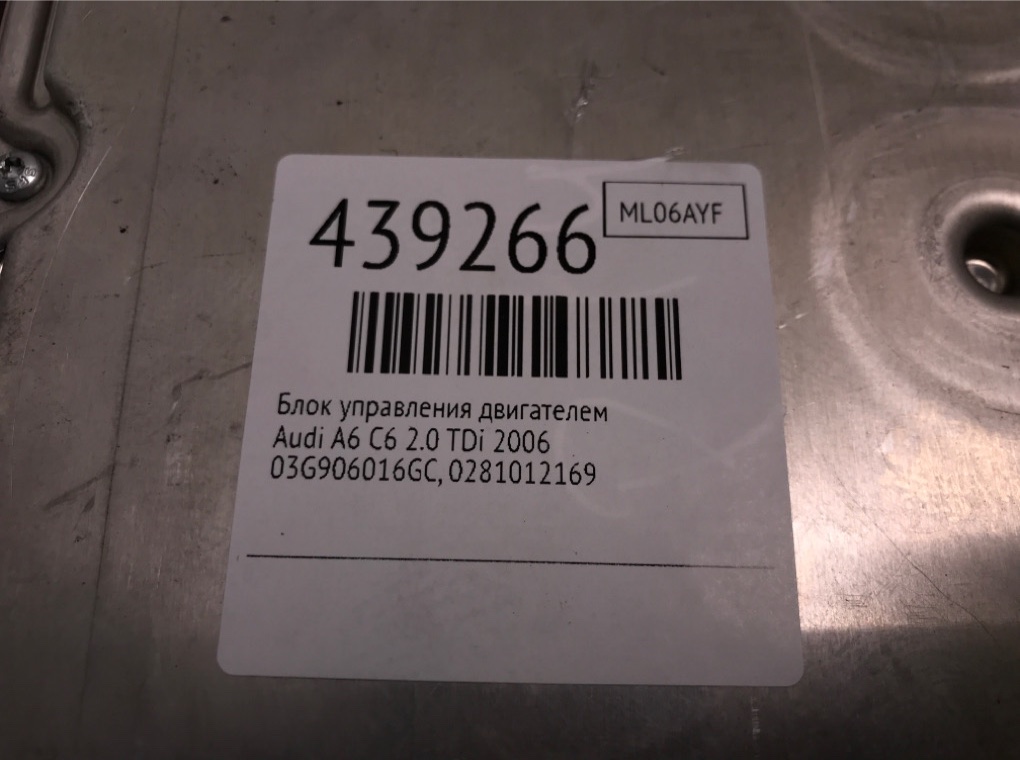 439266
ML06AYF
Блок управления двигателем
Audi A6 C6 2.0 TDi 2006
03G906016GC, 0281012169